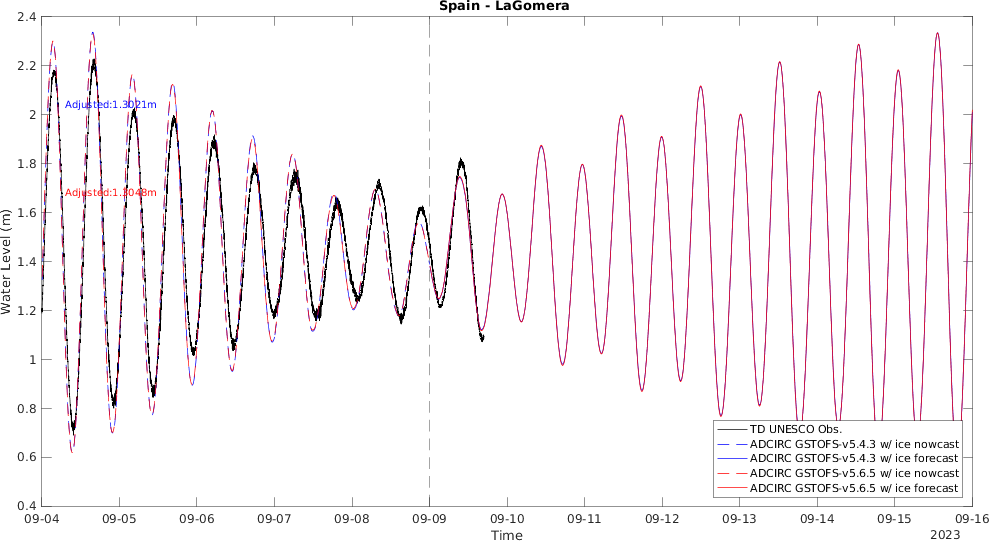 Spain - LaGomera
2.4
2.2
2
1.8
1.6
1.4
1.2
1
0.8
0.6
0.4
Water Level (m)
Adjusted:1.3021m
Adjusted:1.3048m
TD UNESCO Obs.
ADCIRC GSTOFS-v5.4.3 w/ ice nowcast
ADCIRC GSTOFS-v5.4.3 w/ ice forecast
ADCIRC GSTOFS-v5.6.5 w/ ice nowcast
ADCIRC GSTOFS-v5.6.5 w/ ice forecast
09-04 09-05 09-06 09-07 09-08 09-09 09-10 09-11 09-12 09-13 09-14 09-15 09-16
Time
2023